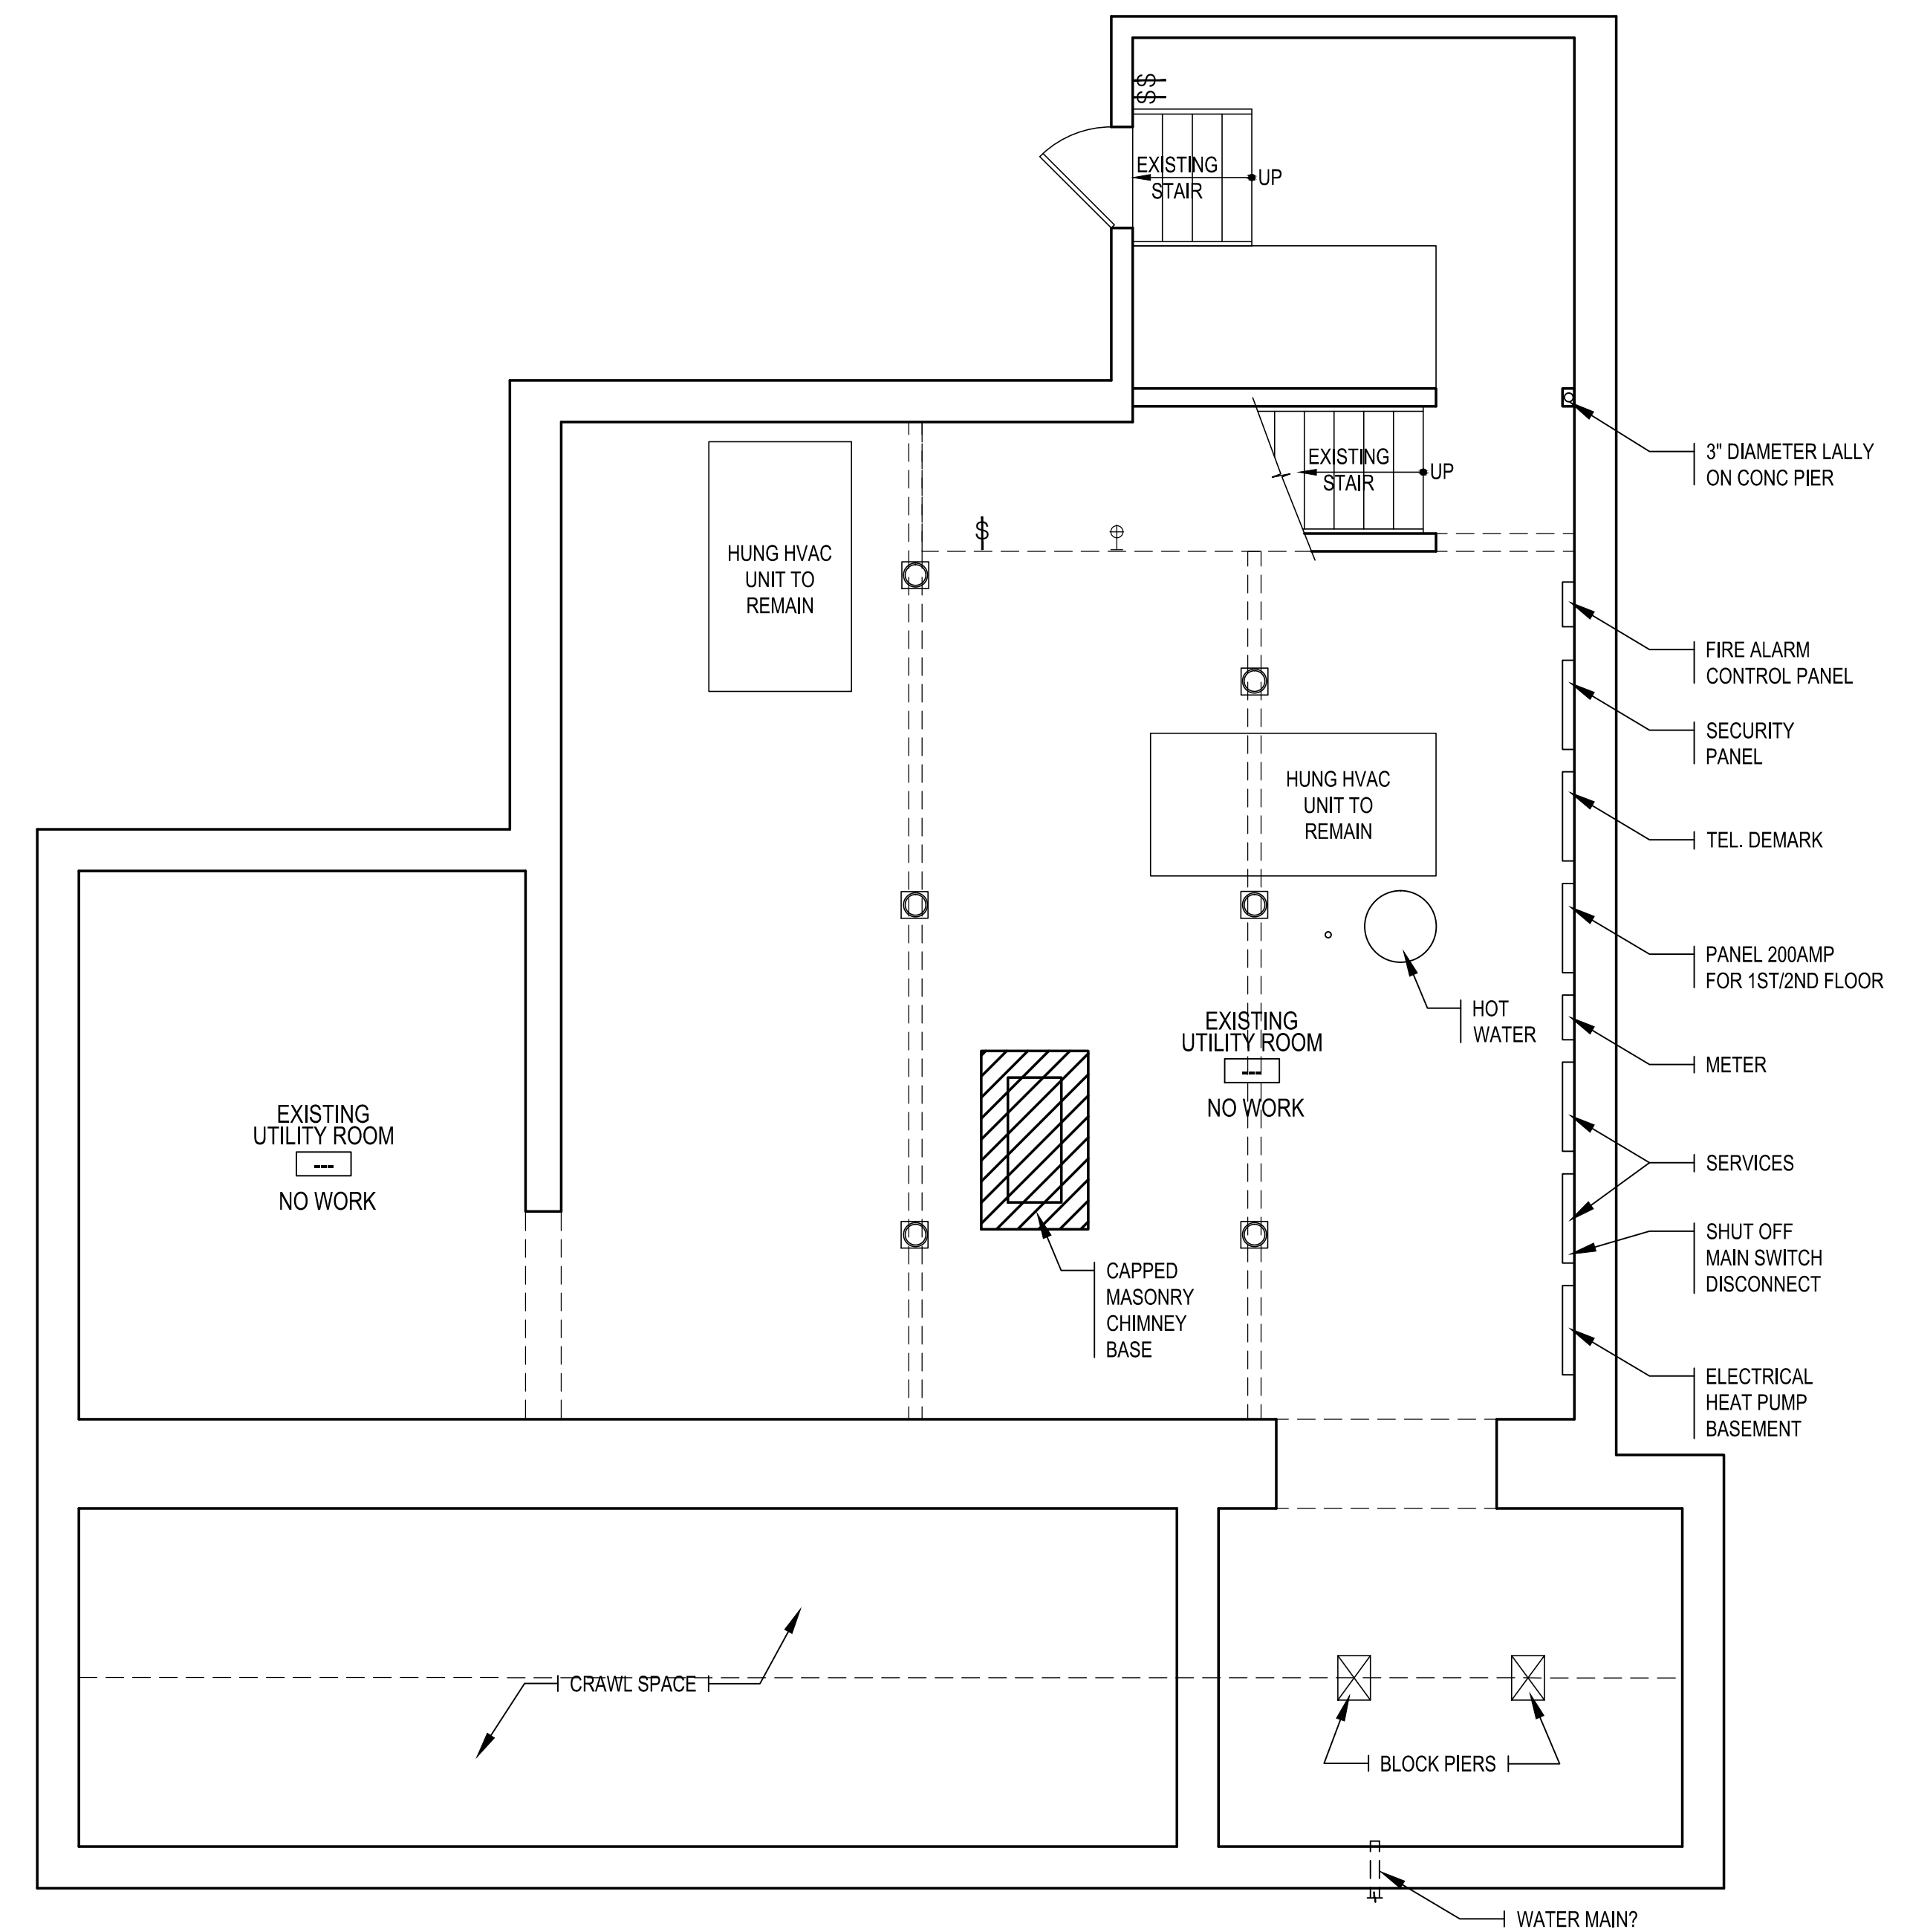 $$
EXISTING
STAIR
UP
EXISTING
STAIR
UP
3" DIAMETER LALLY
ON CONC PIER
$
HUNG HVAC
UNIT TO
REMAIN
FIRE ALARM
CONTROL PANEL
SECURITY
PANEL
HUNG HVAC
UNIT TO
REMAIN
TEL. DEMARK
PANEL 200AMP
FOR 1ST/2ND FLOOR
HOT
WATER
EXISTING
UTILITY ROOM
---
NO WORK
METER
EXISTING
UTILITY ROOM
---
NO WORK
SERVICES
SHUT OFF
MAIN SWITCH
DISCONNECT
CAPPED
MASONRY
CHIMNEY
BASE
ELECTRICAL
HEAT PUMP
BASEMENT
CRAWL SPACE
BLOCK PIERS
WATER MAIN?